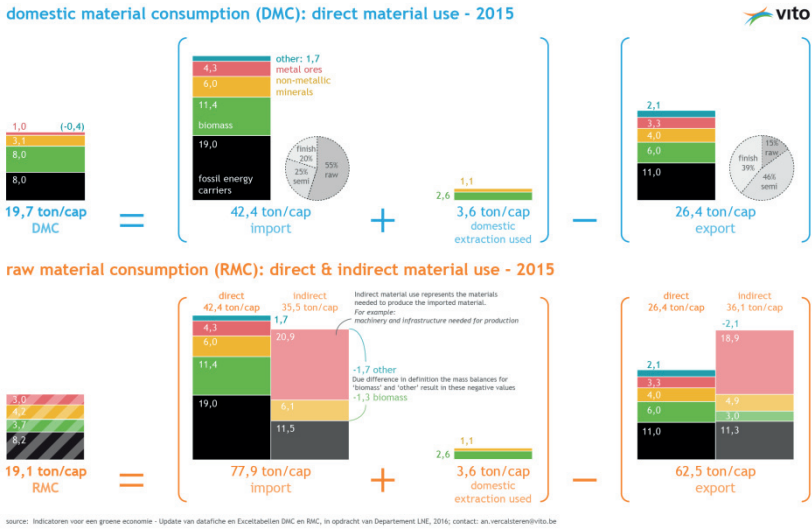 domestic material consumption (DMC): direct material use - 2015
vito
other: 1,7
metal ores
non-metallic
minerals
4,3
6,0
11,4
biomass
19,0
fossil energy
carriers
finish
20%
25%
semi
55%
raw
1,0
(-0,4)
3,1
8,0
8,0
1,1
2,6
2,1
3,3
4,0
6,0
11,0
15%
raw
finish
39%
46%
semi
19,7 ton/cap
DMC
=
42,4 ton/cap
import
+
3,6 ton/cap
domestic
extraction used
−
26,4 ton/cap
export
raw material consumption (RMC): direct & indirect material use - 2015
direct
42,4 ton/cap
indirect
35,5 ton/cap
1,7
4,3
6,0
11,4
19,0
20,9
6,1
11,5
Indirect material use represents the materials
needed to produce the imported material.
For example:
machinery and infrastructure needed for production
-1,7 other
Due difference in definition the mass balances for
'biomass' and 'other' result in these negative values
-1,3 biomass
1,1
2,6
direct
26,4 ton/cap
indirect
36,1 ton/cap
-2,1
2,1
3,3
4,0
6,0
11,0
18,9
4,9
3,0
11,3
3,0
4,2
3,7
8,2
19,1 ton/cap
RMC
=
77,9 ton/cap
import
+
3,6 ton/cap
domestic
extraction used
−
62,5 ton/cap
export
source: Indicatoren voor een groene economie - Update van datafiche en Exceltabellen DMC en RMC, in opdracht van Departement LNE, 2016; contact: an.vercalsteren@vito.be